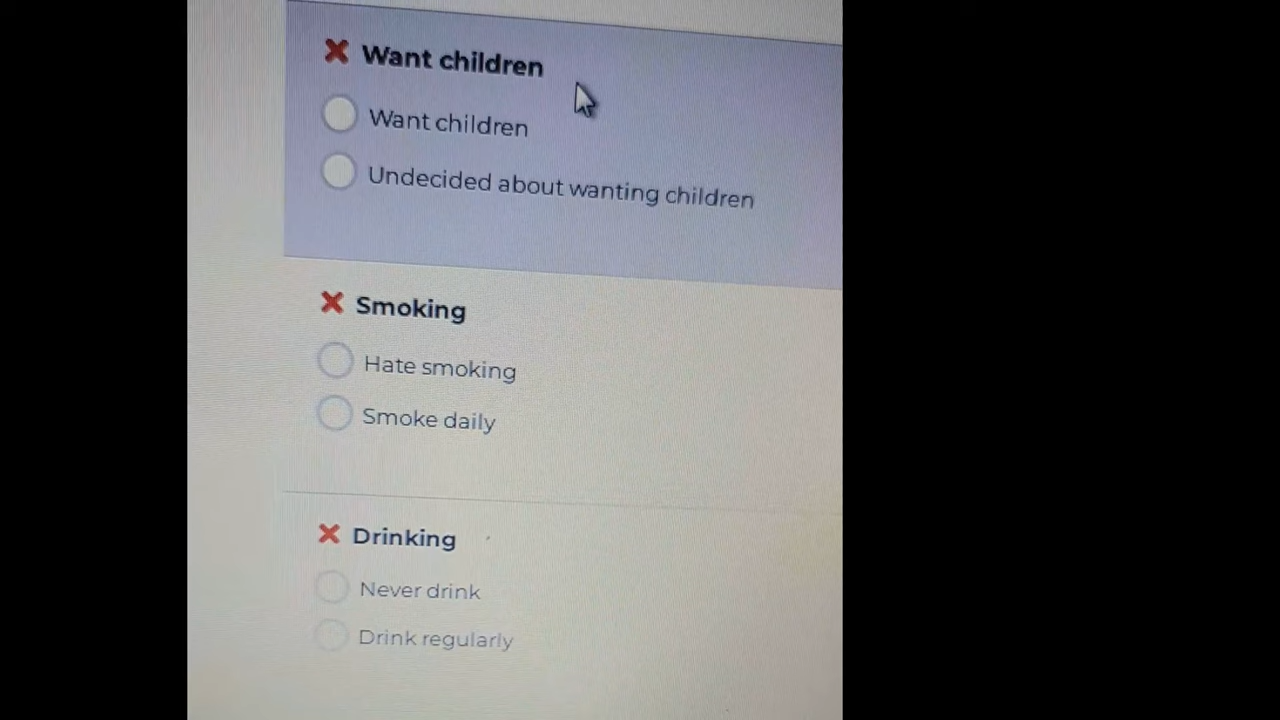 Want children
Want children
Undecided about wanting children
Smoking
Hate smoking
Smoke daily
Drinking
Never drink
Drink regularly